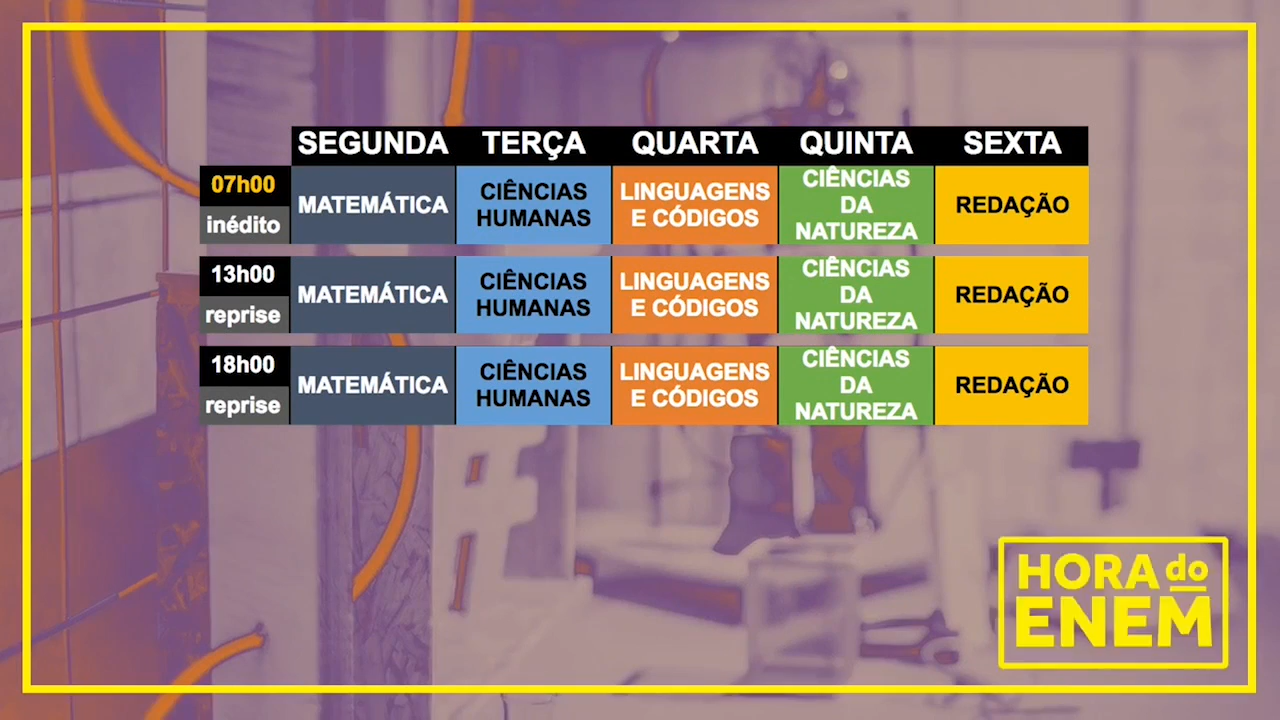 SEGUNDA TERÇA QUARTA QUINTA SEXTA
07h00
inédito
MATEMÁTICA
CIÊNCIAS
HUMANAS
LINGUAGENS
E CÓDIGOS
CIÊNCIAS
DA
NATUREZA
REDAÇÃO
13h00
reprise
MATEMÁTICA
CIÊNCIAS
HUMANAS
LINGUAGENS
E CÓDIGOS
CIÊNCIAS
DA
NATUREZA
REDAÇÃO
18h00
reprise
MATEMÁTICA
CIÊNCIAS
HUMANAS
LINGUAGENS
E CÓDIGOS
CIÊNCIAS
DA
NATUREZA
REDAÇÃO
HORA do
ENEM